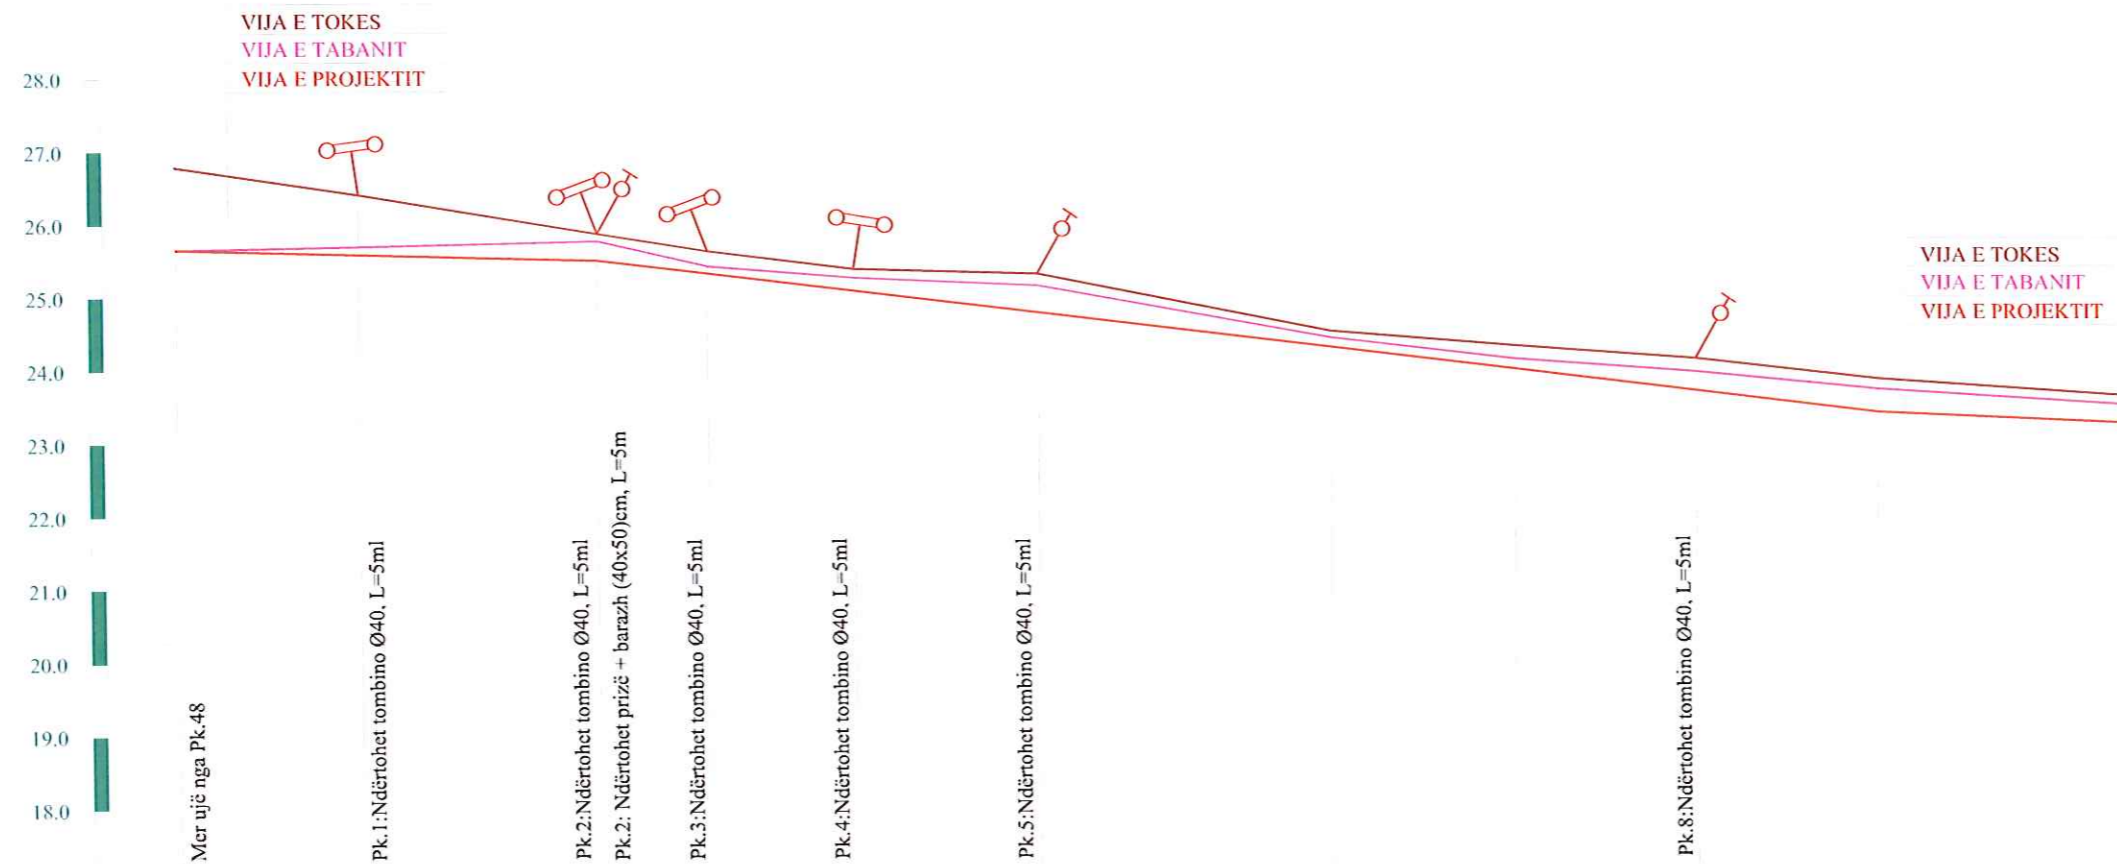 VIJA E TOKES
VIJA E TABANIT
VIJA E PROJEKTIT
28.0
27.0
26.0
25.0
24.0
23.0
22.0
21.0
20.0
19.0
18.0
VIJA E TOKES
VIJA E TABANIT
VIJA E PROJEKTIT
Mer ujë nga Pk.48
Pk.1:Ndërtohet tombino Ø40, L=5ml
Pk.2:Ndërtohet tombino Ø40, L=5ml
Pk.2: Ndërtohet prizë + barazh (40x50)cm, L=5m
Pk.3:Ndërtohet tombino Ø40, L=5ml
Pk.4:Ndërtohet tombino Ø40, L=5ml
Pk.5:Ndërtohet tombino Ø40, L=5ml
Pk.8:Ndërtohet tombino Ø40, L=5ml